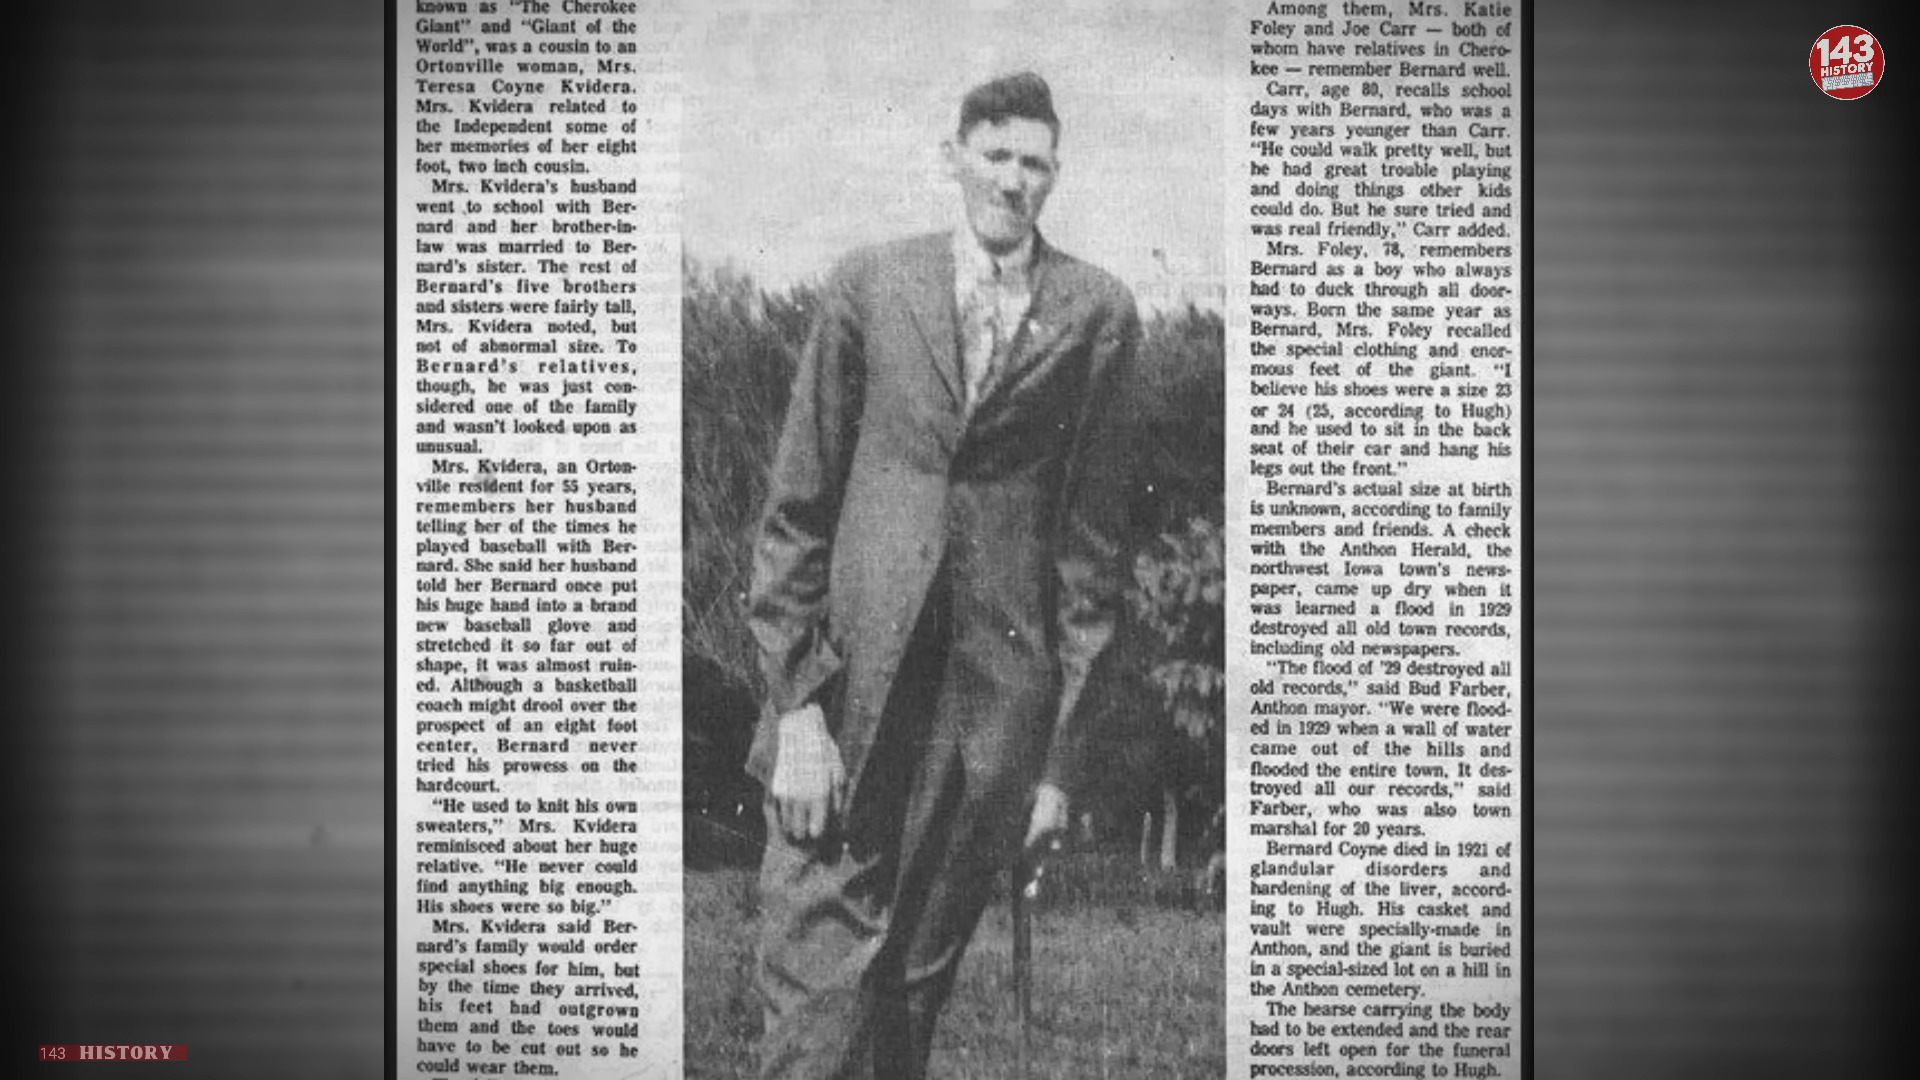 known as "The Cherokee
Giant" and "Giant of the
World", was a cousin to an
Ortonville woman, Mrs.
Teresa Coyne Kvidera.
Mrs. Kvidera related to
the Independent some of
her memories of her eight
foot, two inch cousin.
Mrs. Kvidera's husband
went to school with Ber-
nard and her brother-in-
law was married to Ber-
nard's sister. The rest of
Bernard's five brothers
and sisters were fairly tall,
Mrs. Kvidera noted, but
not of abnormal size. To
Bernard's relatives,
though, he was just con-
sidered one of the family
and wasn't looked upon as
unusual.
Mrs. Kvidera, an Orton-
ville resident for 55 years,
remembers her husband
telling her of the times he
played baseball with Ber-
nard. She said her husband
told her Bernard once put
his huge hand into a brand
new baseball glove and
stretched it so far out of
shape, it was almost ruin-
ed. Although a basketball
coach might drool over the
prospect of an eight foot
center, Bernard never
tried his prowess on the
hardcourt.
"He used to knit his own
sweaters," Mrs. Kvidera
reminisced about her huge
relative. "He never could
find anything big enough.
His shoes were so big."
Mrs. Kvidera said Ber-
nard's family would order
special shoes for him, but
by the time they arrived,
his feet had outgrown
them and the toes would
have to be cut out so he
could wear them.
Among them, Mrs. Katie
Foley and Joe Carr — both of
whom have relatives in Chero-
kee — remember Bernard well.
Carr, age 80, recalls school
days with Bernard, who was a
few years younger than Carr.
"He could walk pretty well, but
he had great trouble playing
and doing things other kids
could do. But he sure tried and
was real friendly," Carr added.
Mrs. Foley, 78, remembers
Bernard as a boy who always
had to duck through all door-
ways. Born the same year as
Bernard, Mrs. Foley recalled
the special clothing and enor-
mous feet of the giant. "I
believe his shoes were a size 23
or 24 (25, according to Hugh)
and he used to sit in the back
seat of their car and hang his
legs out the front."
Bernard's actual size at birth
is unknown, according to family
members and friends. A check
with the Anthon Herald, the
northwest Iowa town's news-
paper, came up dry when it
was learned a flood in 1929
destroyed all old town records,
including old newspapers.
"The flood of '29 destroyed all
old records," said Bud Farber,
Anthon mayor. "We were flood-
ed in 1929 when a wall of water
came out of the hills and
flooded the entire town. It des-
troyed all our records," said
Farber, who was also town
marshal for 20 years.
Bernard Coyne died in 1921 of
glandular disorders and
hardening of the liver, accord-
ing to Hugh. His casket and
vault were specially-made in
Anthon, and the giant is buried
in a special-sized lot on a hill in
the Anthon cemetery.
The hearse carrying the body
had to be extended and the rear
doors left open for the funeral
procession, according to Hugh.
143
HISTORY
143 HISTORY